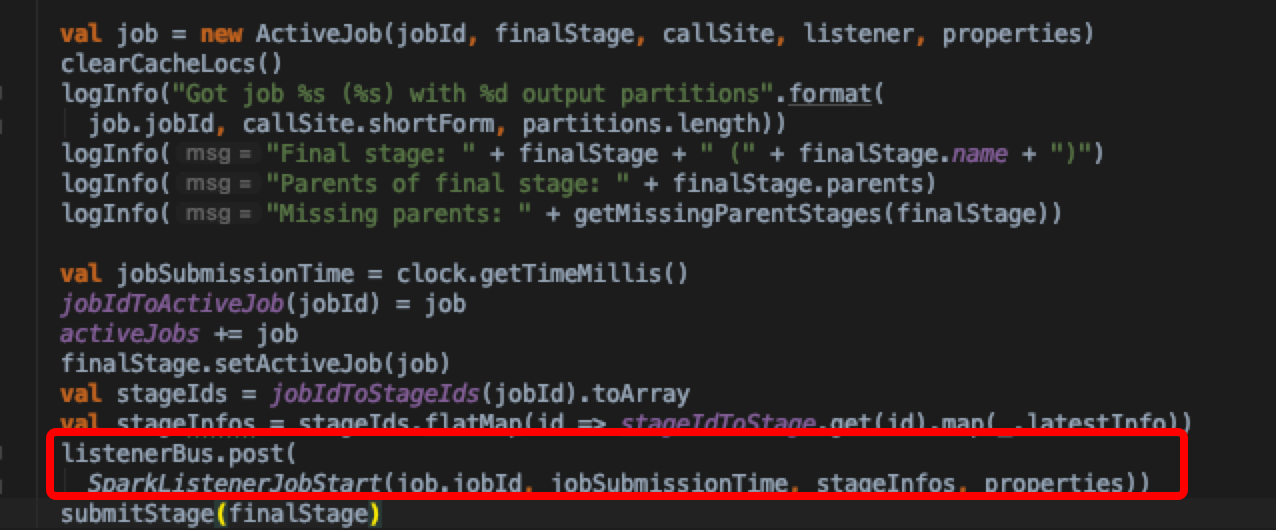 val job = new ActiveJob(jobId, finalStage, callSite, listener, properties)
clearCacheLocs()
logInfo("Got job %s (%s) with %d output partitions".format(
job.jobId, callSite.shortForm, partitions.length))
logInfo( msg = "Final stage: " + finalStage + " (" + finalStage.name + ")")
logInfo( msg = "Parents of final stage: " + finalStage.parents)
logInfo( msg = "Missing parents: " + getMissingParentStages(finalStage))
val jobSubmissionTime = clock.getTimeMillis()
jobIdToActiveJob(jobId) = job
activeJobs += job
finalStage.setActiveJob(job)
val stageIds = jobIdToStageIds(jobId).toArray
val stageInfos = stageIds.flatMap(id => stageIdToStage.get(id).map(_.latestInfo))
listenerBus.post(
SparkListenerJobStart(job.jobId, jobSubmissionTime, stageInfos, properties))
submitStage(finalStage)